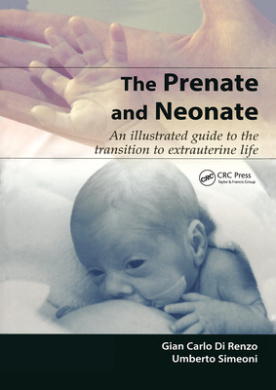 The Prenate
and Neonate
An illustrated guide to the
transition to extrauterine life
CRC
CRC Press
Taylor & Francis Group
Gian Carlo Di Renzo
Umberto Simeoni